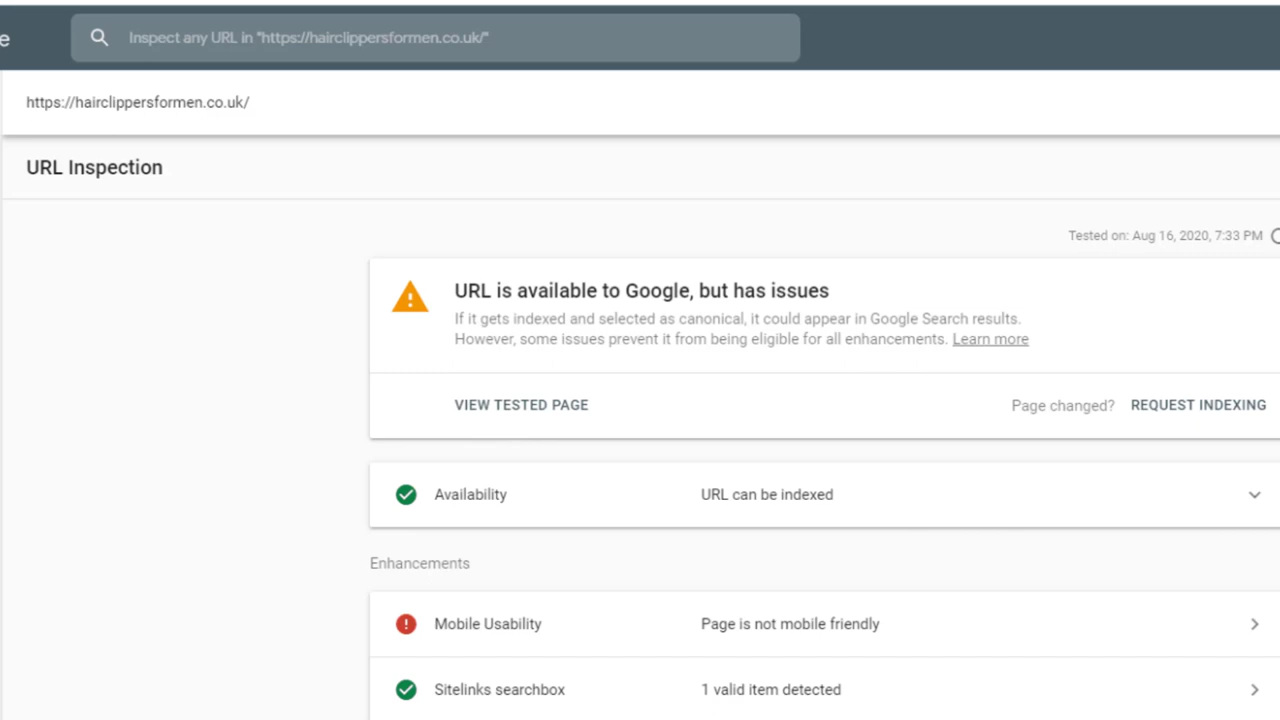 e
Inspect any URL in "https://hairclippersformen.co.uk/"
https://hairclippersformen.co.uk/
URL Inspection
Tested on: Aug 16, 2020, 7:33 PM
URL is available to Google, but has issues
If it gets indexed and selected as canonical, it could appear in Google Search results.
However, some issues prevent it from being eligible for all enhancements. Learn more
VIEW TESTED PAGE
Page changed? REQUEST INDEXING
Availability URL can be indexed
Enhancements
Mobile Usability Page is not mobile friendly
Sitelinks searchbox 1 valid item detected